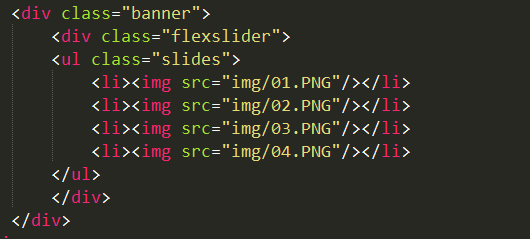 <div class="banner">
    <div class="flexslider">
    <ul class="slides">
        <li><img src="img/01.PNG"/></li>
        <li><img src="img/02.PNG"/></li>
        <li><img src="img/03.PNG"/></li>
        <li><img src="img/04.PNG"/></li>
    </ul>
    </div>
</div>